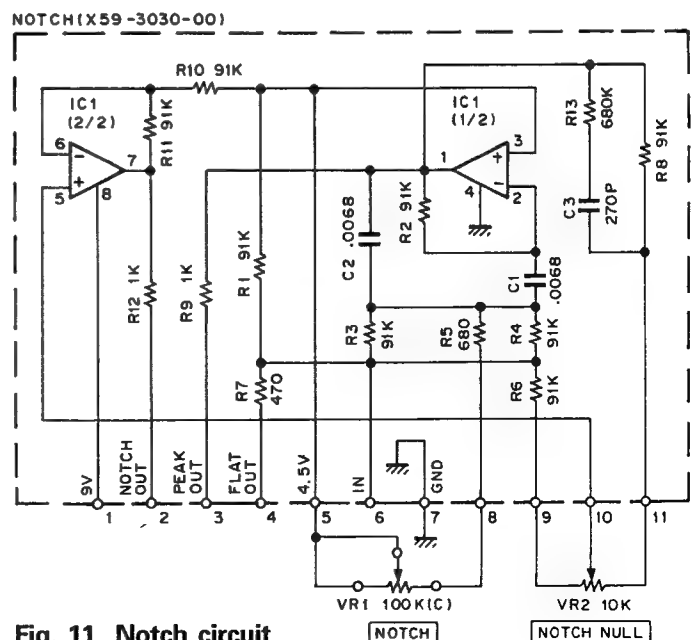 NOTCH(X59-3030-00)
R10 91K
IC1
(2/2)
R11 91K
6
-
7
5
+
8
IC1
(1/2)
3
+
1
4
-
2
R13
680K
R8 91K
C3
270P
R2 91K
C2 .0068
R1 91K
C1
.0068
R12 1K
R9 1K
R3
91K
R5
680
R4
91K
R7
470
R6
91K
9V
NOTCH
OUT
PEAK
OUT
FLAT
OUT
4.5V
IN
GND
1
2
3
4
5
6
7
8
9
10
11
VR1 100K(C)
VR2 10K
Fig. 11 Notch circuit
NOTCH
NOTCH NULL